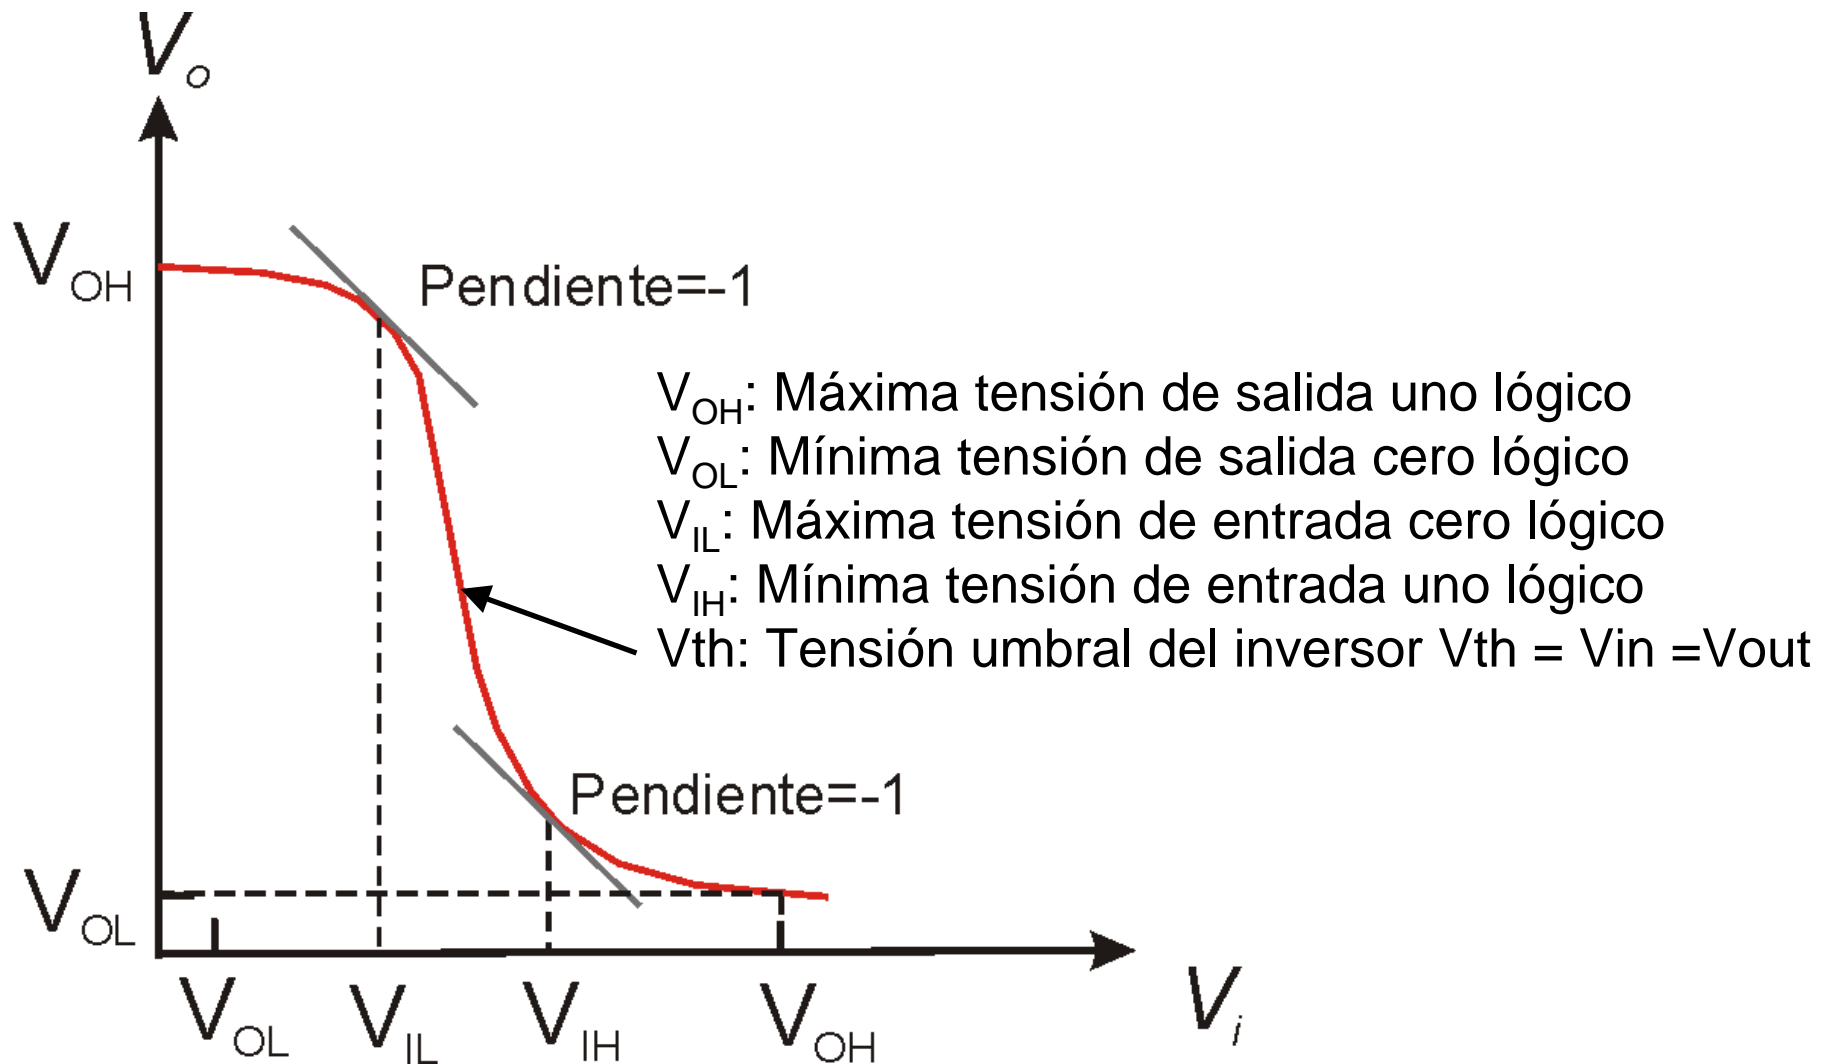 Vo
VOH
Pendiente=-1
VOH: Máxima tensión de salida uno lógico
VOL: Mínima tensión de salida cero lógico
VIL: Máxima tensión de entrada cero lógico
VIH: Mínima tensión de entrada uno lógico
Vth: Tensión umbral del inversor Vth = Vin =Vout
Pendiente=-1
VOL
VOL VIL VIH VOH Vi